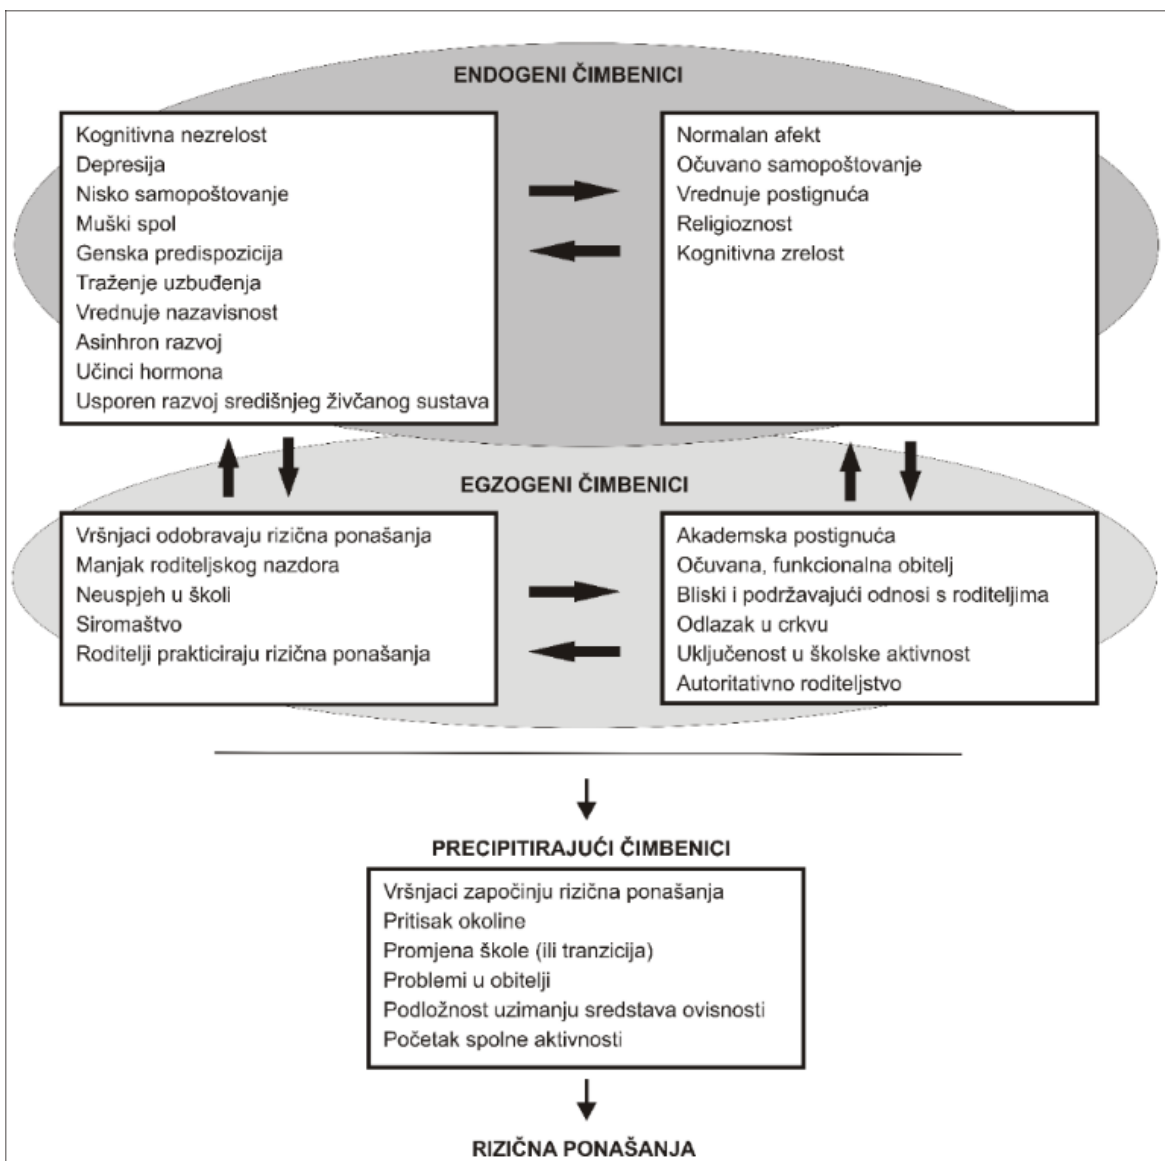 ENDOGENI ČIMBENICI
Kognitivna nezrelost
Depresija
Nisko samopoštovanje
Muški spol
Genska predispozicija
Traženje uzbuđenja
Vrednuje nazavisnost
Asinhron razvoj
Učinci hormona
Usporen razvoj središnjeg živčanog sustava
Normalan afekt
Očuvano samopoštovanje
Vrednuje postignuća
Religioznost
Kognitivna zrelost
EGZOGENI ČIMBENICI
Vršnjaci odobravaju rizična ponašanja
Manjak roditeljskog nazdora
Neuspjeh u školi
Siromaštvo
Roditelji prakticiraju rizična ponašanja
Akademska postignuća
Očuvana, funkcionalna obitelj
Bliski i podržavajući odnosi s roditeljima
Odlazak u crkvu
Uključenost u školske aktivnost
Autoritativno roditeljstvo
PRECIPITIRAJUĆI ČIMBENICI
Vršnjaci započinju rizična ponašanja
Pritisak okoline
Promjena škole (ili tranzicija)
Problemi u obitelji
Podložnost uzimanju sredstava ovisnosti
Početak spolne aktivnosti
RIZIČNA PONAŠANJA